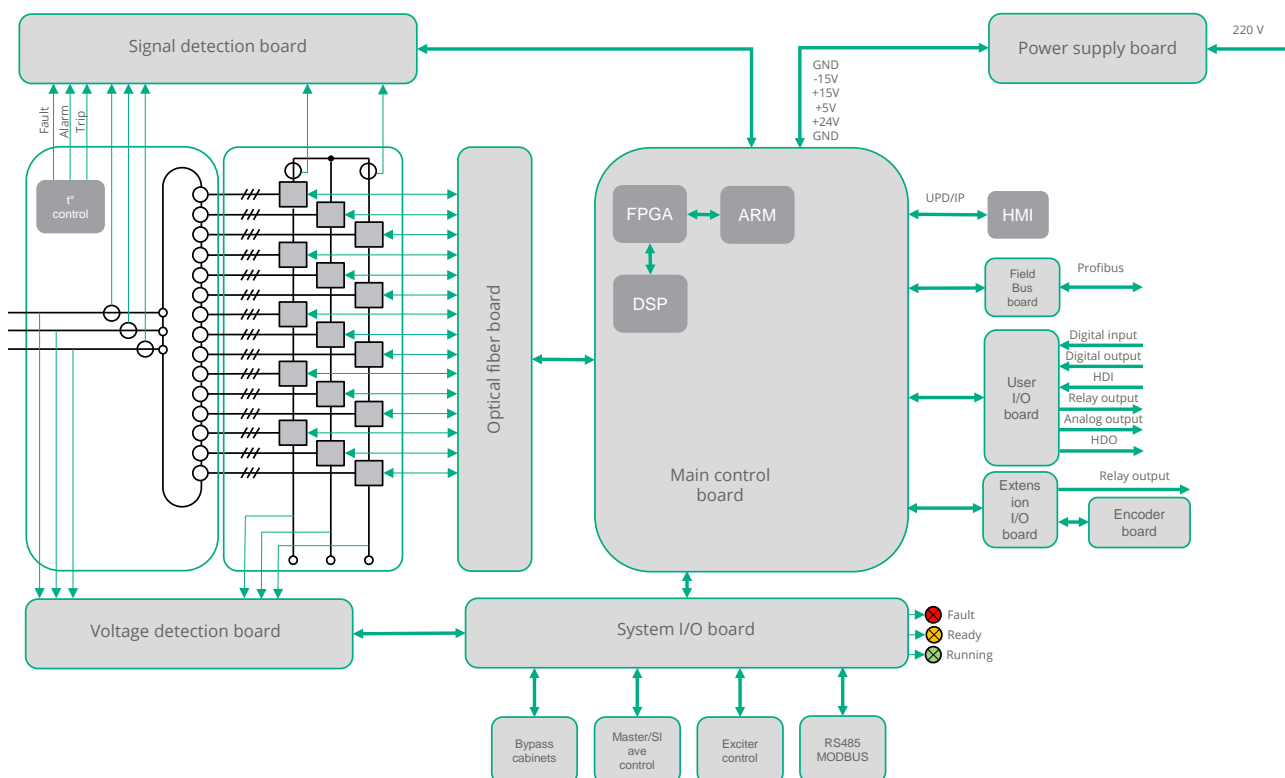 Signal detection board
Power supply board
220 V
GND
-15V
+15V
+5V
+24V
GND
Fault
Alarm
Trip
t°
control
FPGA
ARM
DSP
Main control
board
Optical fiber board
UPD/IP
HMI
Field
Bus
board
Profibus
User
I/O
board
Digital input
Digital output
HDI
Relay output
Analog output
HDO
Extens
ion
I/O
board
Relay output
Encoder
board
Voltage detection board
System I/O board
Fault
Ready
Running
Bypass
cabinets
Master/Sl
ave
control
Exciter
control
RS485
MODBUS